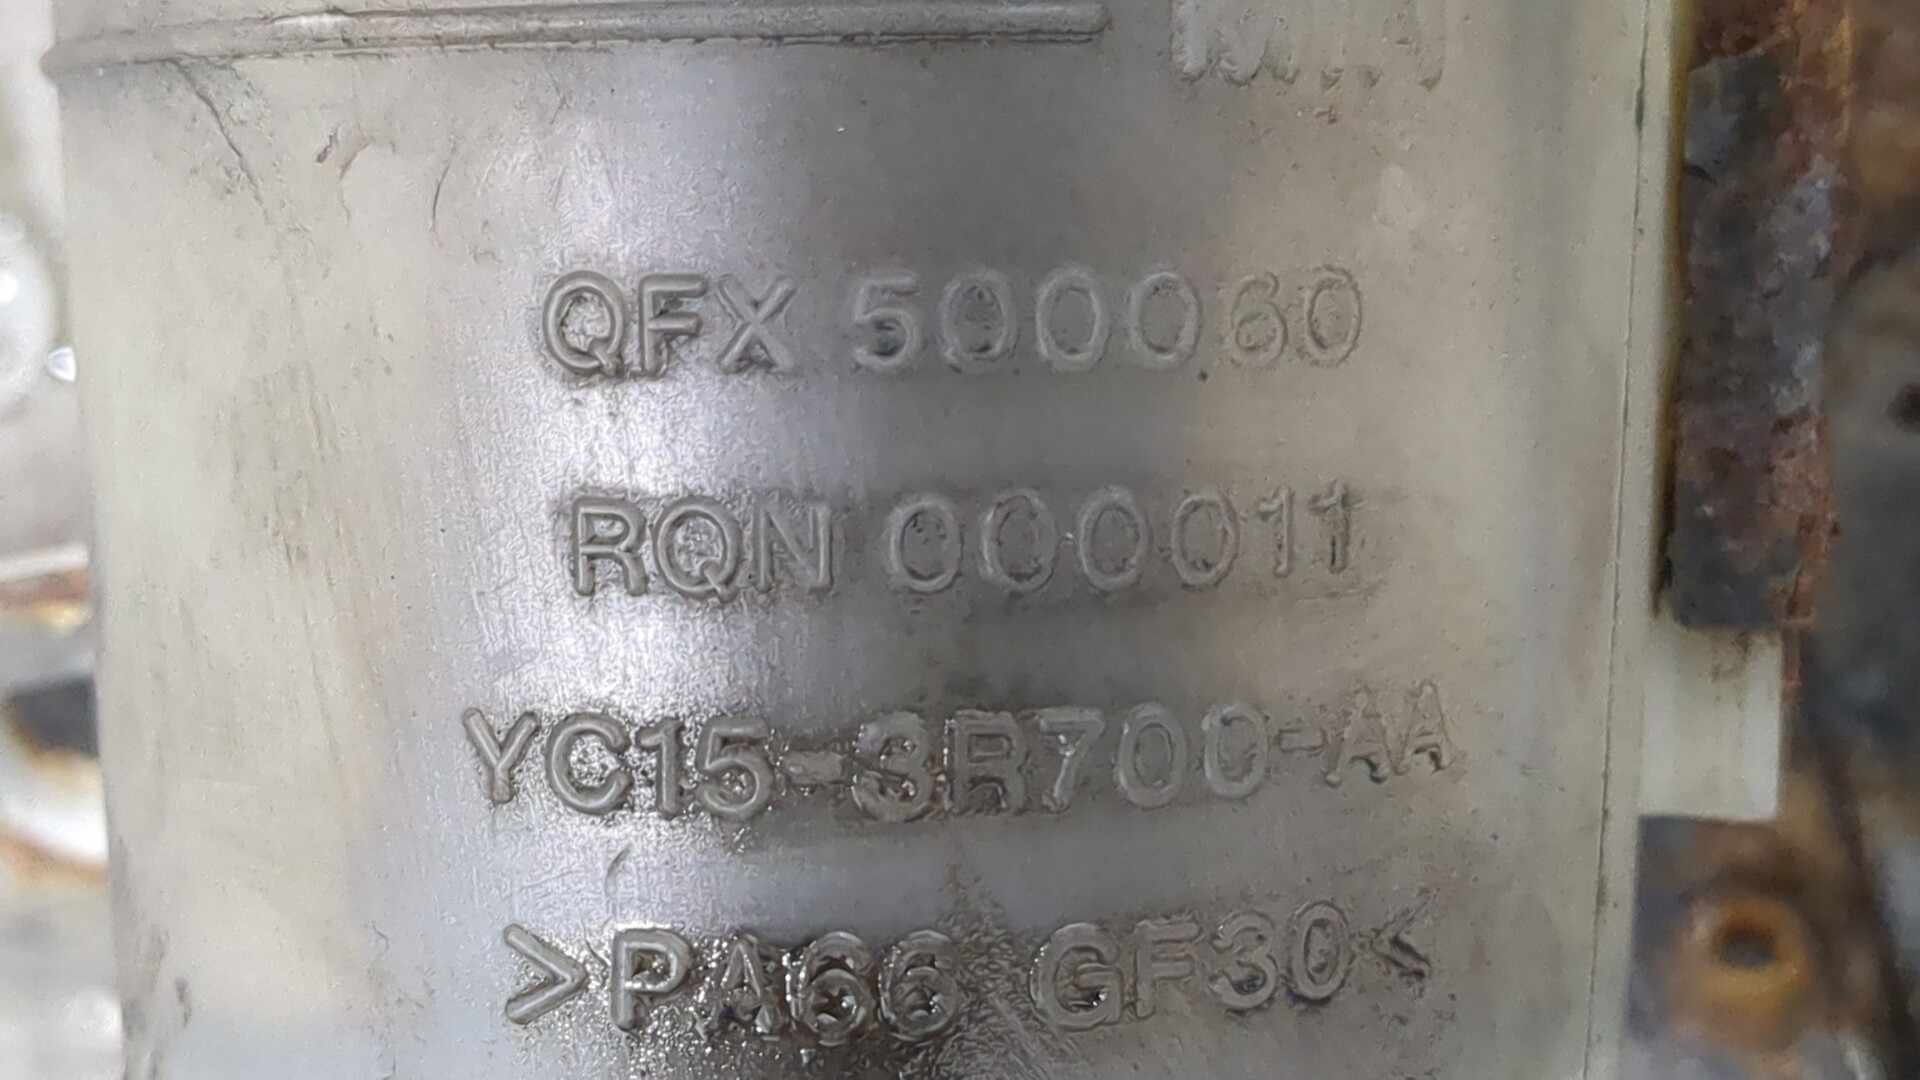 QFX 500060
RQN 000011
YC15-3R700-AA
>PA66 GF30<